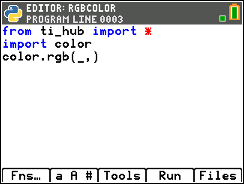 EDITOR: RGBCOLOR
PROGRAM LINE 0003
from ti_hub import *
import color
color.rgb(_,)
Fns… a A # Tools Run Files